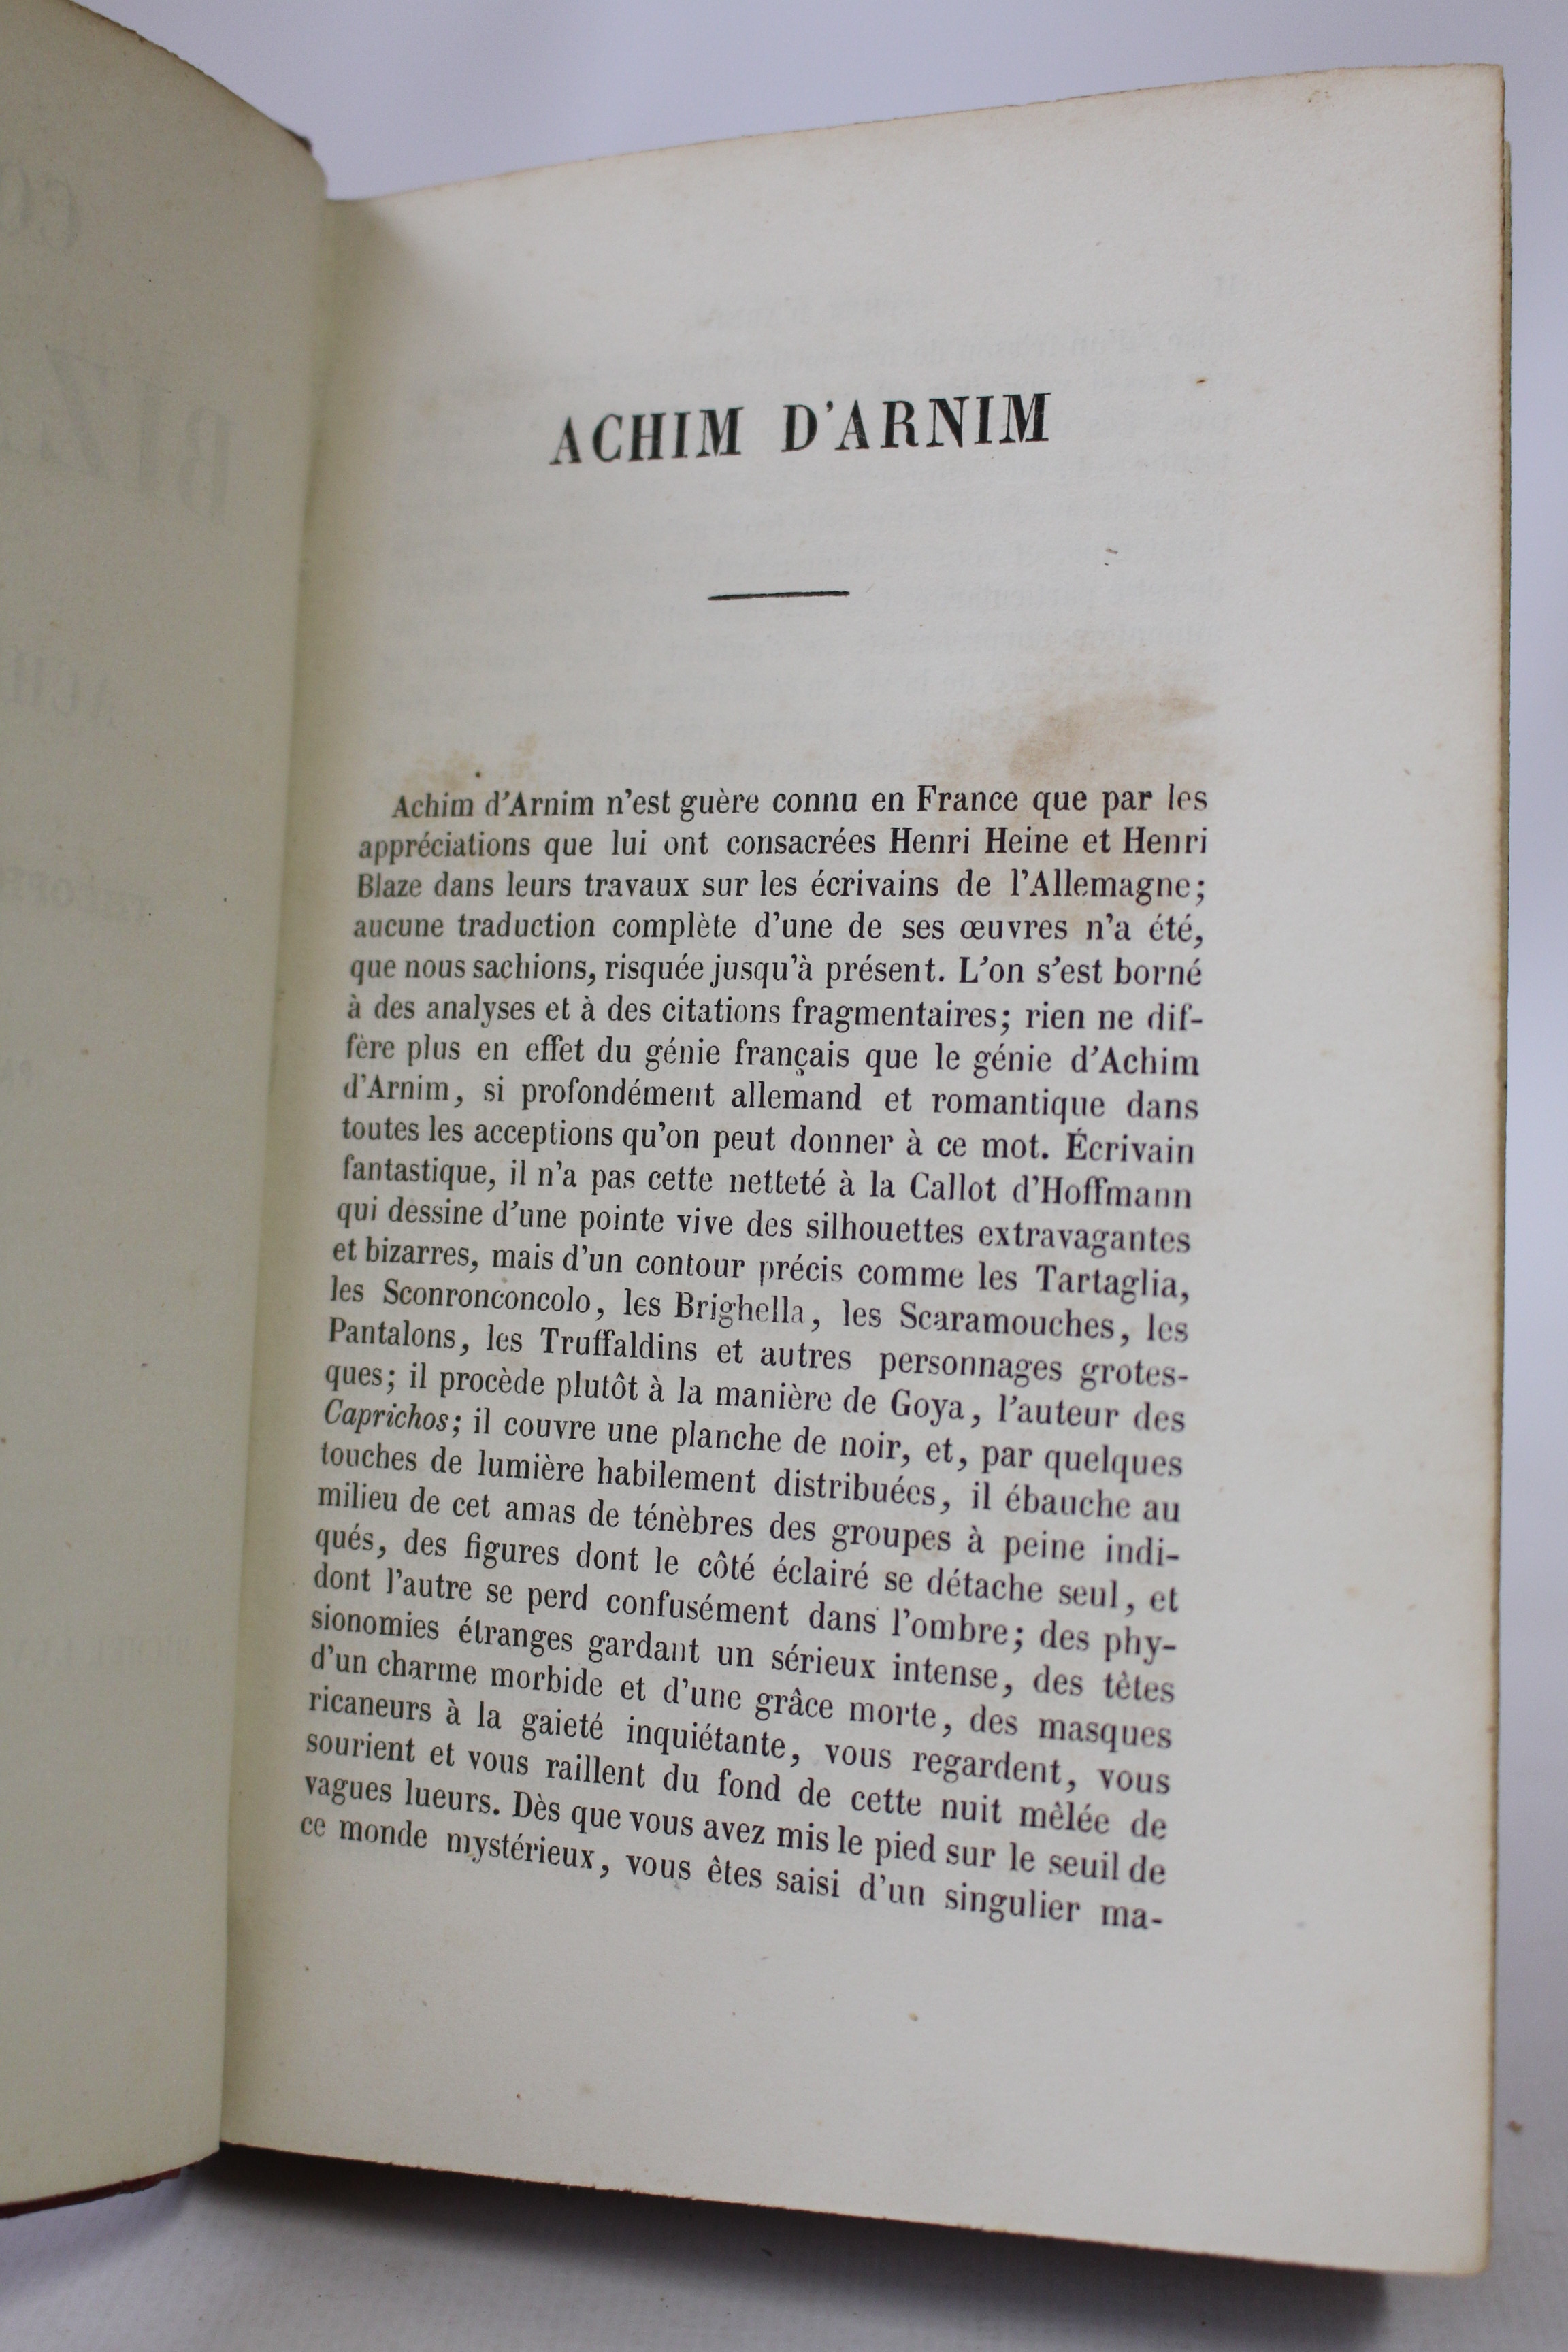 ACHIM D'ARNIM
Achim d'Arnim n'est guère connu en France que par les
appréciations que lui ont consacrées Henri Heine et Henri
Blaze dans leurs travaux sur les écrivains de l'Allemagne;
aucune traduction complète d'une de ses œuvres n'a été,
que nous sachions, risquée jusqu'à présent. L'on s'est borné
à des analyses et à des citations fragmentaires; rien ne dif-
fère plus en effet du génie français que le génie d'Achim
d'Arnim, si profondément allemand et romantique dans
toutes les acceptions qu'on peut donner à ce mot. Écrivain
fantastique, il n'a pas cette netteté à la Callot d'Hoffmann
qui dessine d'une pointe vive des silhouettes extravagantes
et bizarres, mais d'un contour précis comme les Tartaglia,
les Sconronconcolo, les Brighella, les Scaramouches, les
Pantalons, les Truffaldins et autres personnages grotes-
ques; il procède plutôt à la manière de Goya, l'auteur des
Caprichos; il couvre une planche de noir, et, par quelques
touches de lumière habilement distribuées, il ébauche au
milieu de cet amas de ténèbres des groupes à peine indi-
qués, des figures dont le côté éclairé se détache seul, et
dont l'autre se perd confusément dans l'ombre; des phy-
sionomies étranges gardant un sérieux intense, des têtes
d'un charme morbide et d'une grâce morte, des masques
ricaneurs à la gaieté inquiétante, vous regardent, vous
sourient et vous raillent du fond de cette nuit mêlée de
vagues lueurs. Dès que vous avez mis le pied sur le seuil de
ce monde mystérieux, vous êtes saisi d'un singulier ma-